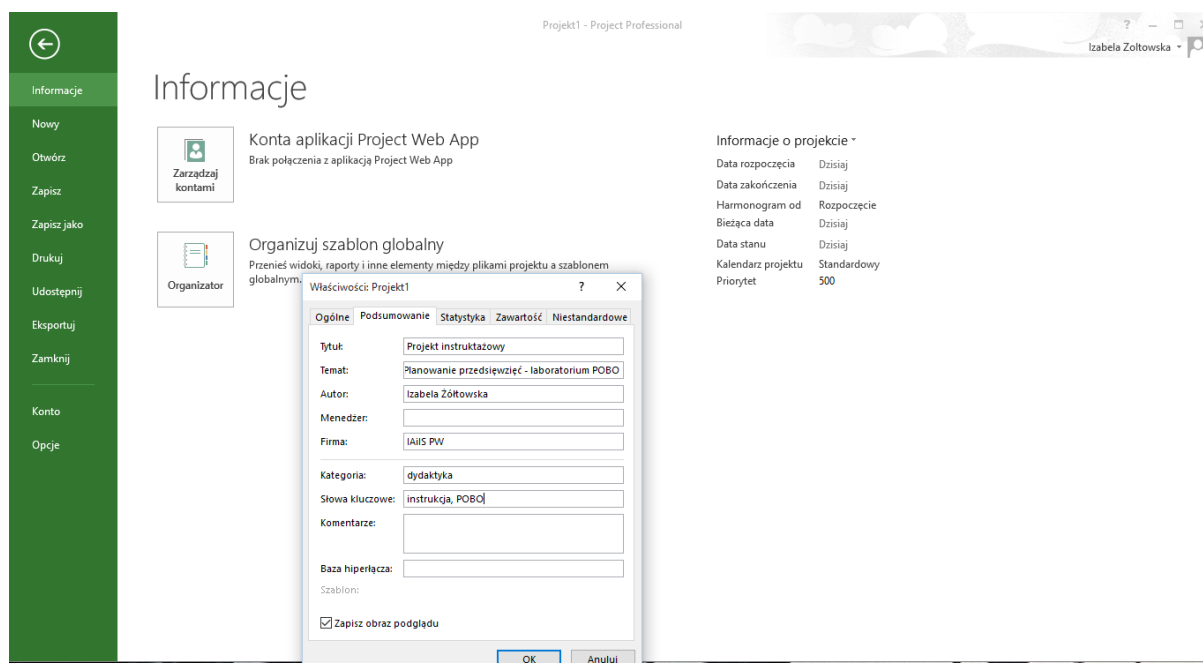 Projekt1 - Project Professional
?
Izabela Zoltowska
Informacje
Nowy
Otwórz
Zapisz
Zapisz jako
Drukuj
Udostępnij
Eksportuj
Zamknij
Konto
Opcje
Informacje
Zarządzaj
kontami
Konta aplikacji Project Web App
Brak połączenia z aplikacją Project Web App
Organizator
Organizuj szablon globalny
Przenieś widoki, raporty i inne elementy między plikami projektu a szablonem
globalnym.
Informacje o projekcie
Data rozpoczęcia Dzisiaj
Data zakończenia Dzisiaj
Harmonogram od Rozpoczęcie
Bieżąca data Dzisiaj
Data stanu Dzisiaj
Kalendarz projektu Standardowy
Priorytet 500
Właściwości: Projekt1 ?
Ogólne Podsumowanie Statystyka Zawartość Niestandardowe
Tytuł: Projekt instruktażowy
Temat: Planowanie przedsięwzięć - laboratorium POBO
Autor: Izabela Żółtowska
Menedżer:
Firma: IAiIS PW
Kategoria: dydaktyka
Słowa kluczowe: instrukcja, POBO
Komentarze:
Baza hiperłącza:
Szablon:
Zapisz obraz podglądu
OK Anuluj